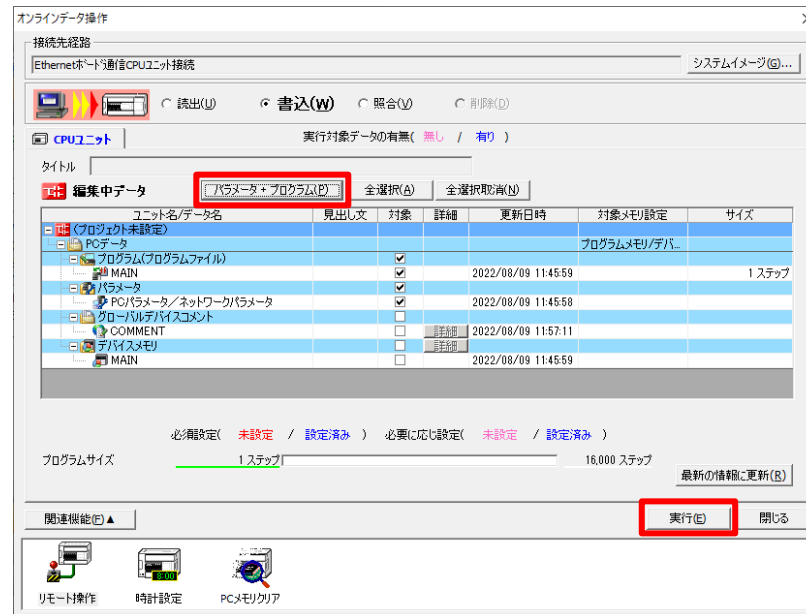 オンラインデータ操作
接続先経路
Ethernetボード通信CPUユニット接続
システムイメージ(G)...
読出(U) 書込(W) 照合(V) 削除(D)
CPUユニット
実行対象データの有無( 無し / 有り )
タイトル
編集中データ パラメータ+プログラム(P) 全選択(A) 全選択取消(N)
ユニット名/データ名 見出し文 対象 詳細 更新日時 対象メモリ設定 サイズ
(プロジェクト未設定)
PCデータ プログラムメモリ/デバ...
プログラム(プログラムファイル)
MAIN 2022/08/09 11:45:59 1 ステップ
パラメータ
PCパラメータ/ネットワークパラメータ 2022/08/09 11:45:58
グローバルデバイスコメント
COMMENT 詳細 2022/08/09 11:57:11
デバイスメモリ 詳細
MAIN 2022/08/09 11:45:59
必須設定( 未設定 / 設定済み ) 必要に応じ設定( 未設定 / 設定済み )
プログラムサイズ 1 ステップ 16,000 ステップ
最新の情報に更新(R)
関連機能(F)▲ 実行(E) 閉じる
リモート操作 時計設定 PCメモリクリア